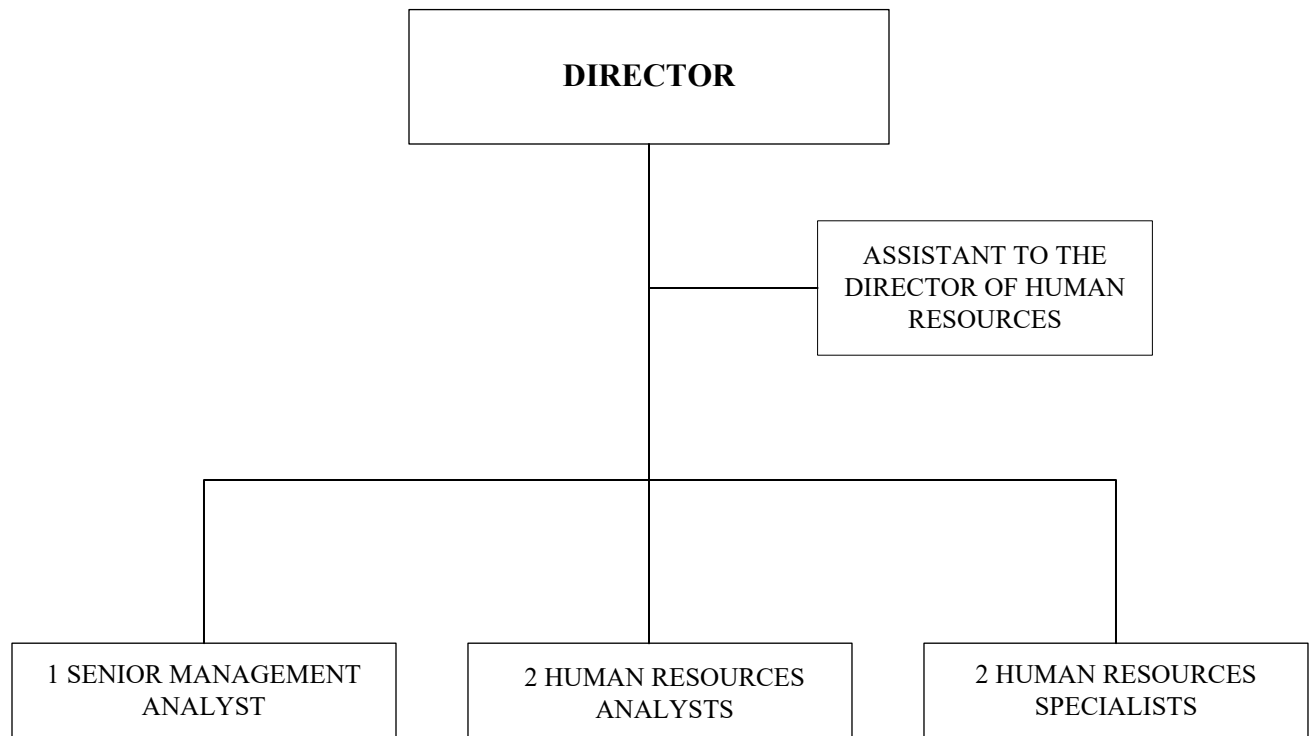 DIRECTOR
ASSISTANT TO THE
DIRECTOR OF HUMAN
RESOURCES
1 SENIOR MANAGEMENT
ANALYST
2 HUMAN RESOURCES
ANALYSTS
2 HUMAN RESOURCES
SPECIALISTS